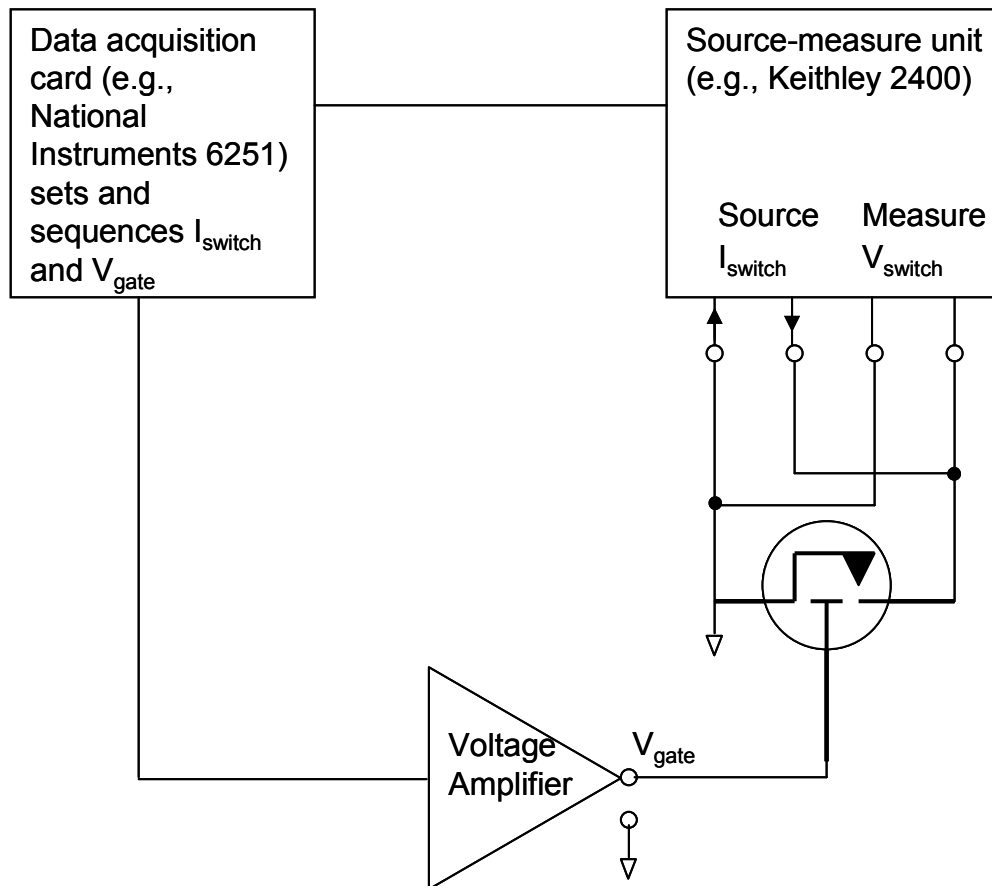 Data acquisition
card (e.g.,
National
Instruments 6251)
sets and
sequences Iswitch
and Vgate
Source-measure unit
(e.g., Keithley 2400)
Source Measure
Iswitch Vswitch
Voltage
Amplifier
Vgate